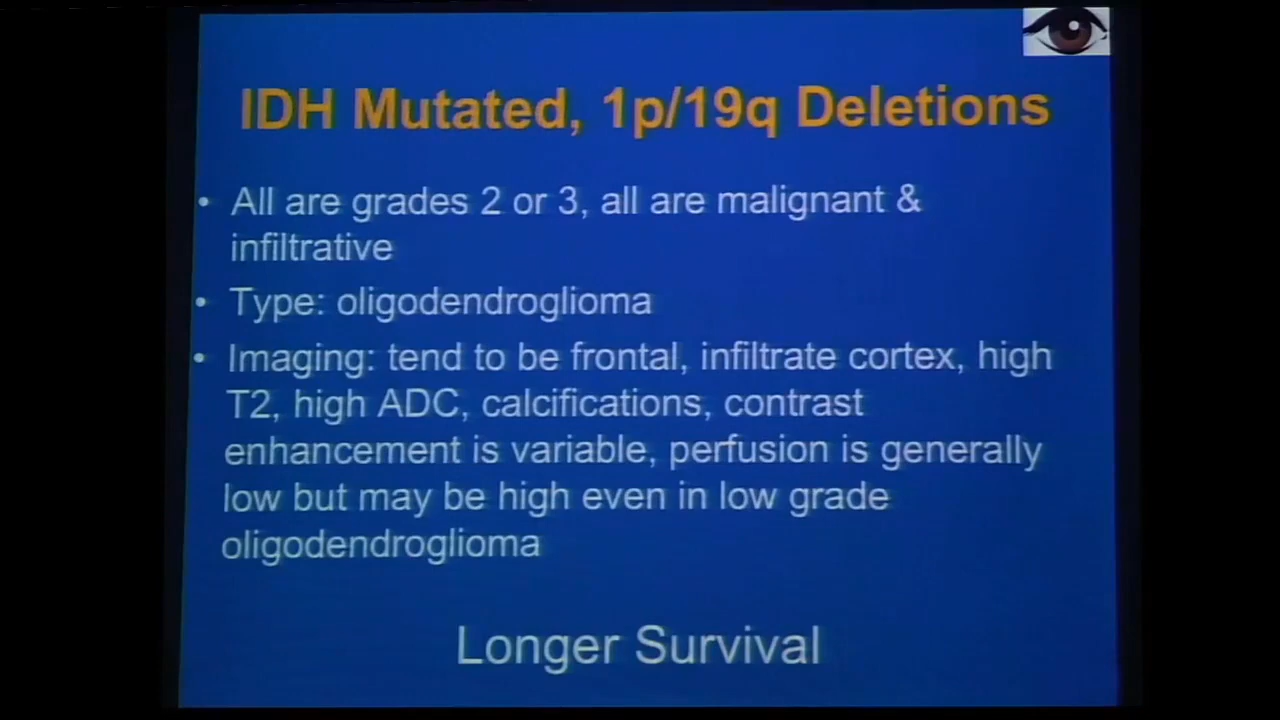 IDH Mutated, 1p/19q Deletions
• All are grades 2 or 3, all are malignant &
infiltrative
• Type: oligodendroglioma
• Imaging: tend to be frontal, infiltrate cortex, high
T2, high ADC, calcifications, contrast
enhancement is variable, perfusion is generally
low but may be high even in low grade
oligodendroglioma
Longer Survival